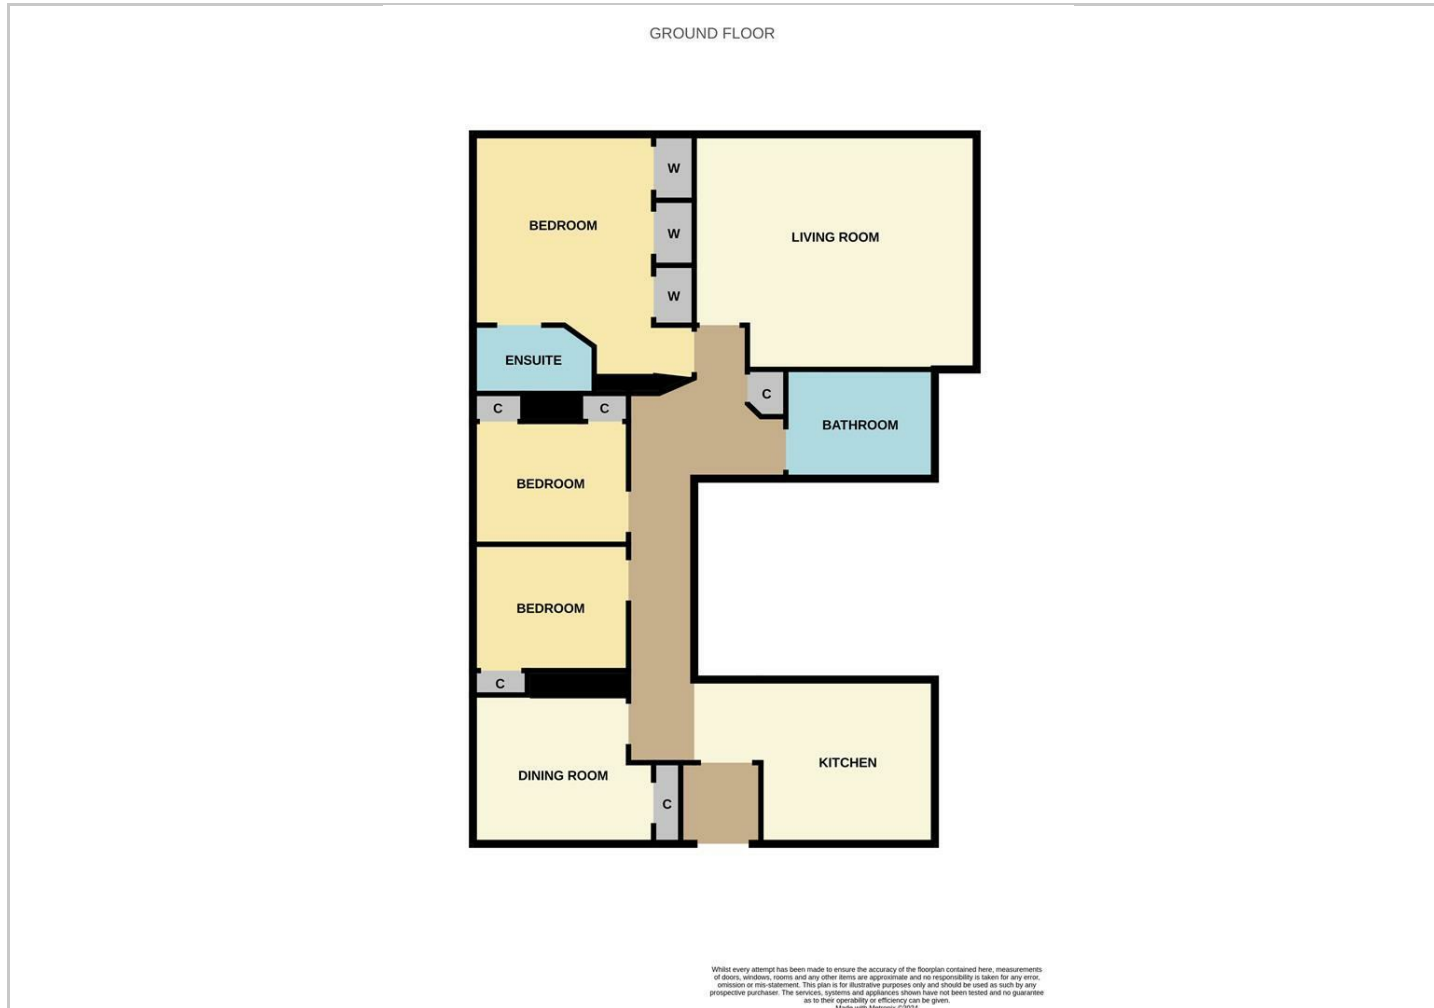 GROUND FLOOR
W
BEDROOM
W
LIVING ROOM
W
ENSUITE
C
C
C
BATHROOM
BEDROOM
BEDROOM
C
KITCHEN
DINING ROOM
C
Whilst every attempt has been made to ensure the accuracy of the floorplan contained here, measurements
of doors, windows, rooms and any other items are approximate and no responsibility is taken for any error,
omission or mis-statement. This plan is for illustrative purposes only and should be used as such by any
prospective purchaser. The services, systems and appliances shown have not been tested and no guarantee
as to their operability or efficiency can be given.
Made with Metropix ©2024